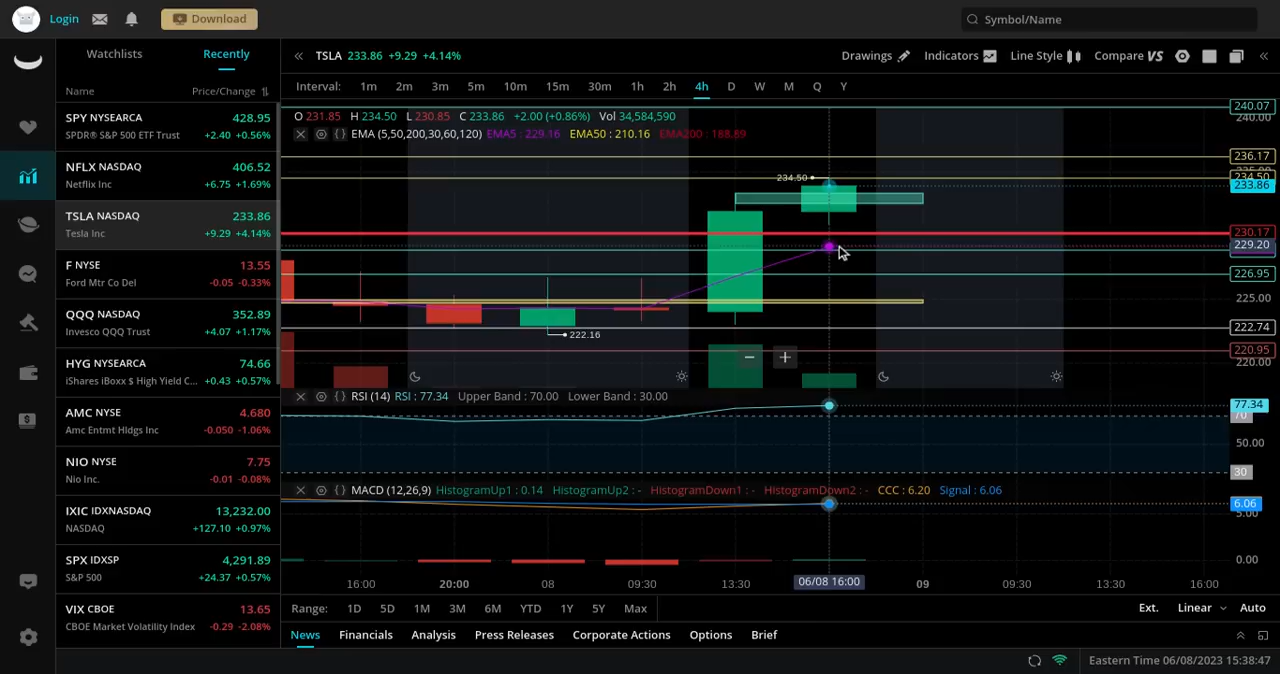 Login
Download
Symbol/Name
Watchlists
Recently
Name
Price/Change
SPY NYSEARCA 428.95
SPDR® S&P 500 ETF Trust +2.40 +0.56%
NFLX NASDAQ 406.52
Netflix Inc +6.75 +1.69%
TSLA NASDAQ 233.86
Tesla Inc +9.29 +4.14%
F NYSE 13.55
Ford Mtr Co Del -0.05 -0.33%
QQQ NASDAQ 352.89
Invesco QQQ Trust +4.07 +1.17%
HYG NYSEARCA 74.66
iShares iBoxx $ High Yield C... +0.43 +0.57%
AMC NYSE 4.680
Amc Entmt Hldgs Inc -0.050 -1.06%
NIO NYSE 7.75
Nio Inc. -0.01 -0.08%
IXIC IDXNASDAQ 13,232.00
NASDAQ +127.10 +0.97%
SPX IDXSP 4,291.89
S&P 500 +24.37 +0.57%
VIX CBOE 13.65
CBOE Market Volatility Index -0.29 -2.08%
TSLA 233.86 +9.29 +4.14%
Drawings
Indicators
Line Style
Compare VS
Interval: 1m 2m 3m 5m 10m 15m 30m 1h 2h 4h D W M Q Y
O 231.85 H 234.50 L 230.85 C 233.86 +2.00 (+0.86%) Vol 34,584,590
EMA (5,50,200,30,60,120) EMA5 : 229.16 EMA50 : 210.16 EMA200 : 188.69
234.50
222.16
240.07
240.00
236.17
234.50
233.86
230.17
229.20
226.95
225.00
222.74
220.95
220.00
RSI (14) RSI : 77.34 Upper Band : 70.00 Lower Band : 30.00
77.34
70
50.00
30
MACD (12,26,9) HistogramUp1 : 0.14 HistogramUp2 : - HistogramDown1 : - HistogramDown2 : - CCC : 6.20 Signal : 6.06
6.06
5.00
0.00
16:00 20:00 08 09:30 13:30 06/08 16:00 09 09:30 13:30 16:00
Range: 1D 5D 1M 3M 6M YTD 1Y 5Y Max
Ext. Linear Auto
News Financials Analysis Press Releases Corporate Actions Options Brief
Eastern Time 06/08/2023 15:38:47